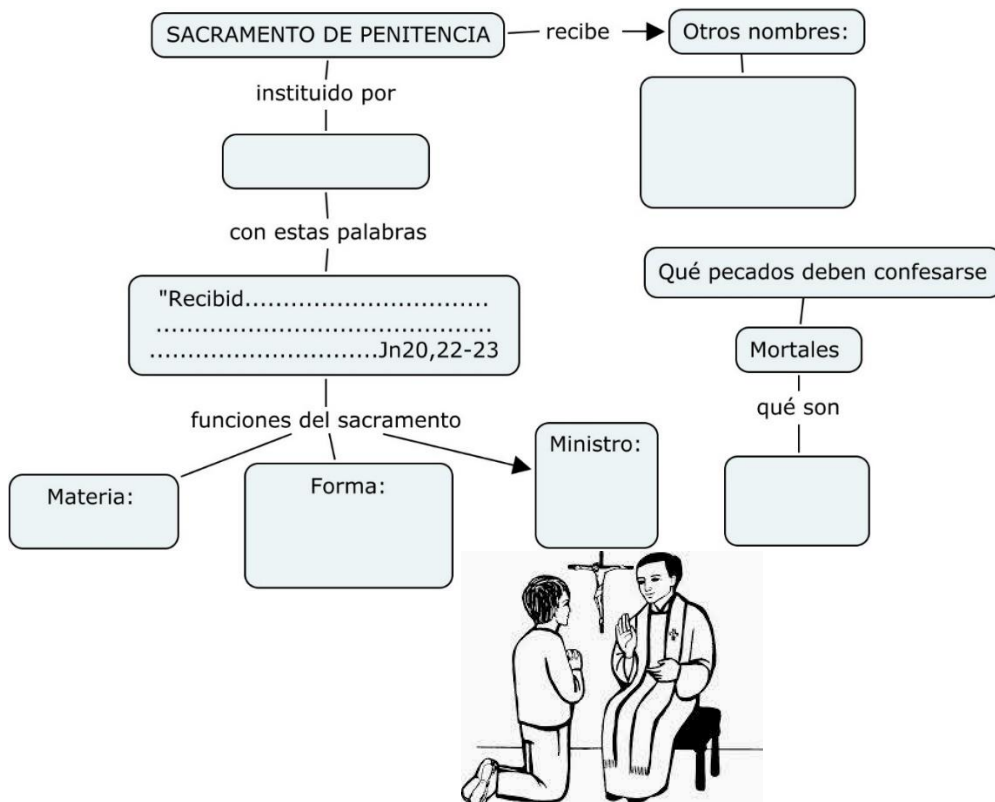 SACRAMENTO DE PENITENCIA
recibe
Otros nombres:
instituido por
con estas palabras
"Recibid................................
............................................
..............................Jn20,22-23
funciones del sacramento
Materia:
Forma:
Ministro:
Qué pecados deben confesarse
Mortales
qué son